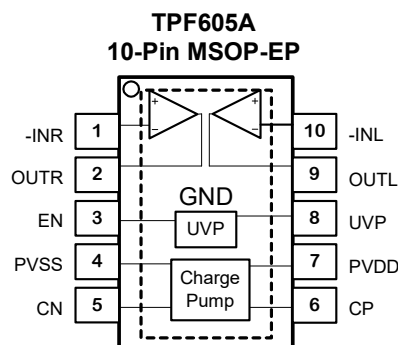 TPF605A
10-Pin MSOP-EP
+ +
-INR 1 − − 10 -INL
OUTR 2 9 OUTL
GND
EN 3 UVP 8 UVP
PVSS 4 7 PVDD
Charge
Pump
CN 5 6 CP